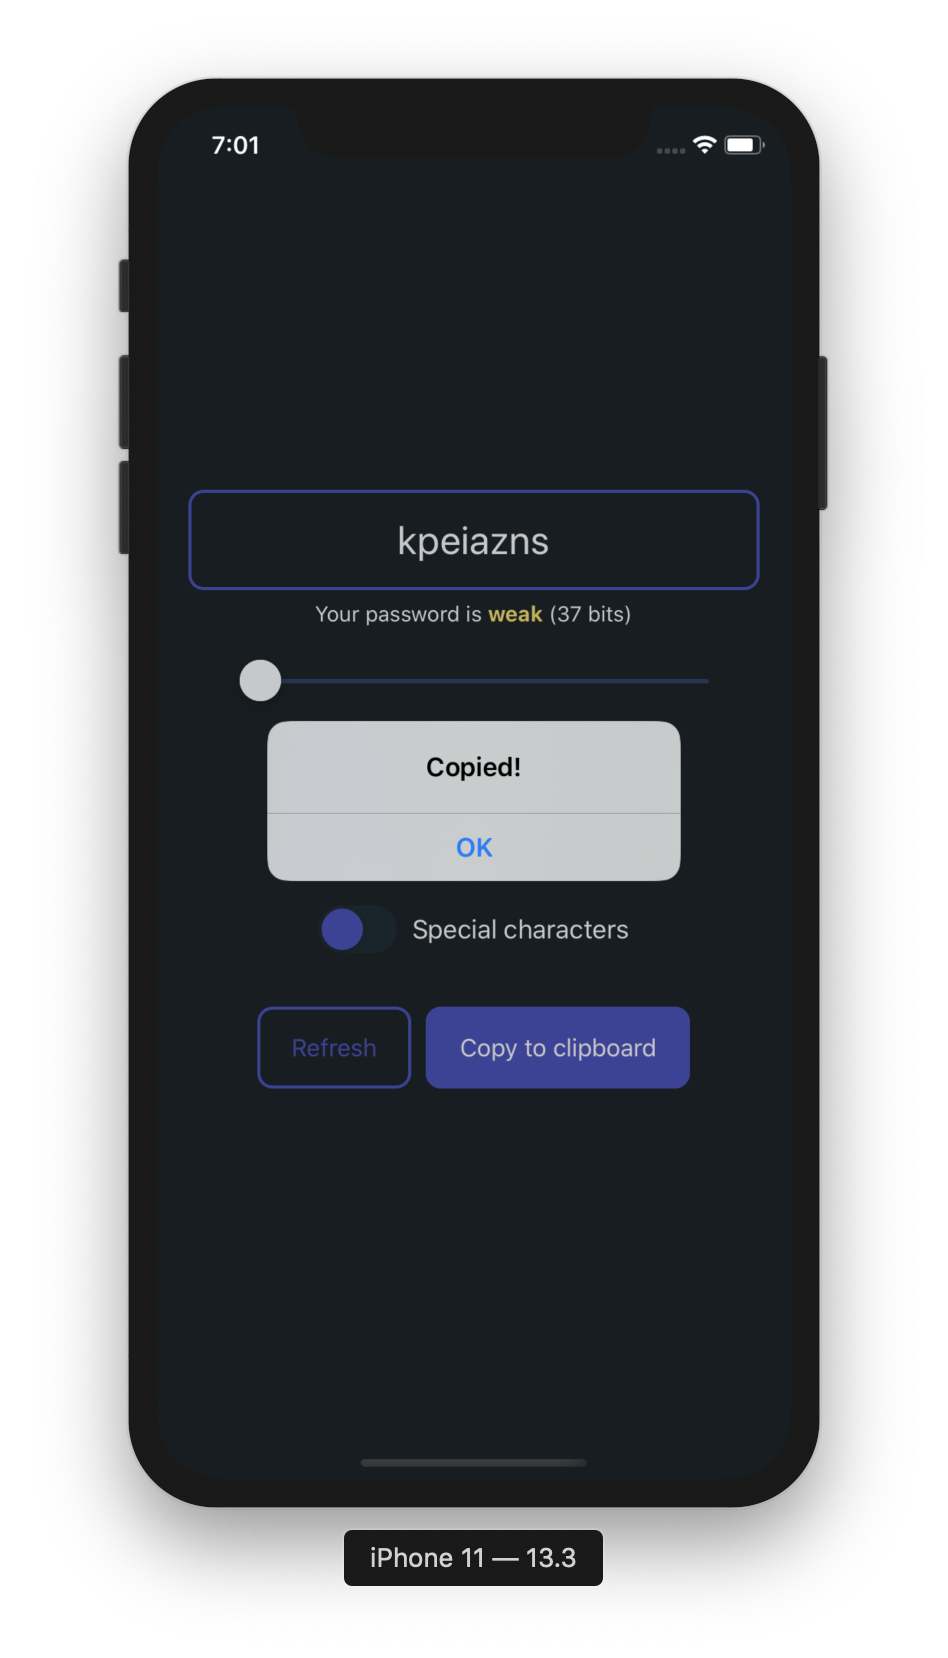 7:01
kpeiazns
Your password is weak (37 bits)
Copied!
OK
Special characters
Refresh
Copy to clipboard
iPhone 11 — 13.3